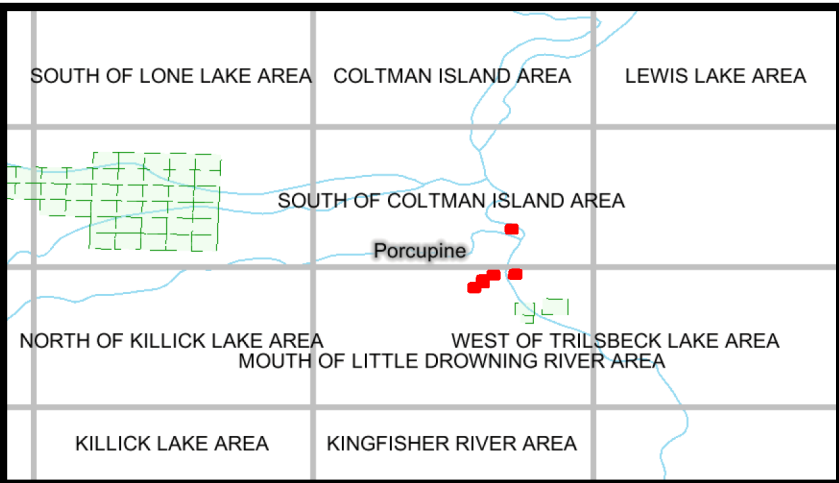 SOUTH OF LONE LAKE AREA
COLTMAN ISLAND AREA
LEWIS LAKE AREA
SOUTH OF COLTMAN ISLAND AREA
Porcupine
NORTH OF KILLICK LAKE AREA
WEST OF TRILSBECK LAKE AREA
MOUTH OF LITTLE DROWNING RIVER AREA
KILLICK LAKE AREA
KINGFISHER RIVER AREA